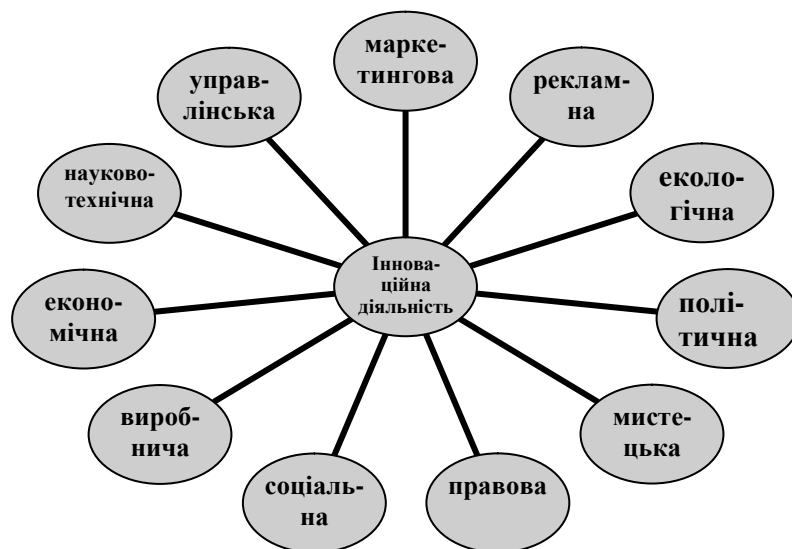 марке-
тингова
управ-
лінська
реклам-
на
науково-
технічна
еколо-
гічна
Іннова-
ційна
діяльність
еконо-
мічна
полі-
тична
вироб-
нича
мисте-
цька
соціаль-
на
правова